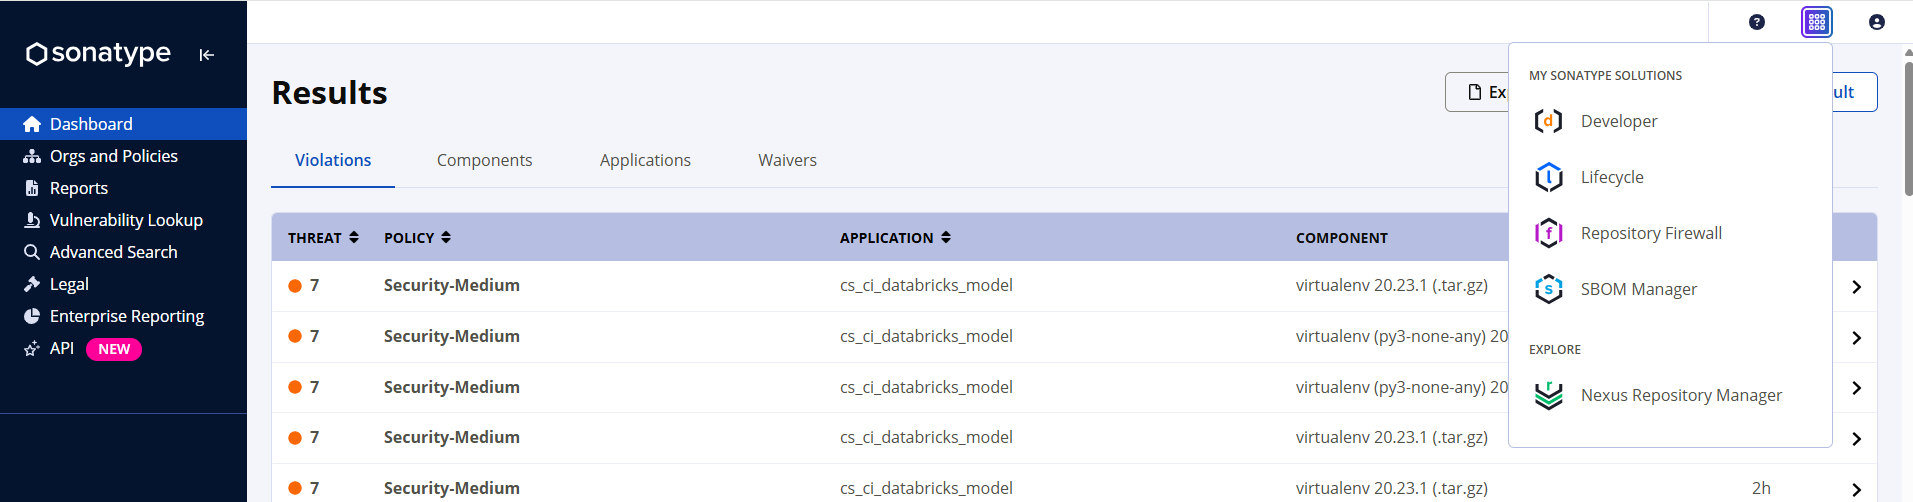 sonatype
Dashboard
Orgs and Policies
Reports
Vulnerability Lookup
Advanced Search
Legal
Enterprise Reporting
API NEW
Results
Ex
ult
Violations Components Applications Waivers
THREAT POLICY APPLICATION COMPONENT
7 Security-Medium cs_ci_databricks_model virtualenv 20.23.1 (.tar.gz)
7 Security-Medium cs_ci_databricks_model virtualenv (py3-none-any) 20
7 Security-Medium cs_ci_databricks_model virtualenv (py3-none-any) 20
7 Security-Medium cs_ci_databricks_model virtualenv 20.23.1 (.tar.gz)
7 Security-Medium cs_ci_databricks_model virtualenv 20.23.1 (.tar.gz) 2h
MY SONATYPE SOLUTIONS
d Developer
l Lifecycle
f Repository Firewall
s SBOM Manager
EXPLORE
r Nexus Repository Manager